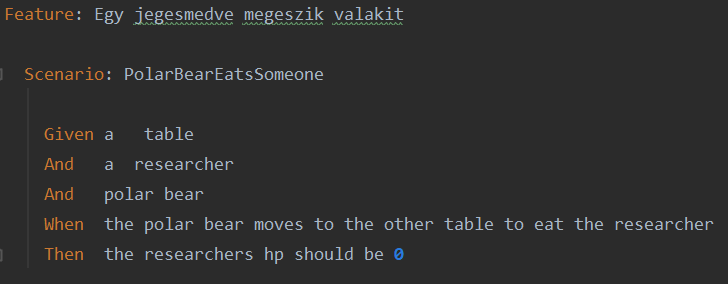 Feature: Egy jegesmedve megeszik valakit
Scenario: PolarBearEatsSomeone
Given a   table
And   a  researcher
And   polar bear
When  the polar bear moves to the other table to eat the researcher
Then  the researchers hp should be 0